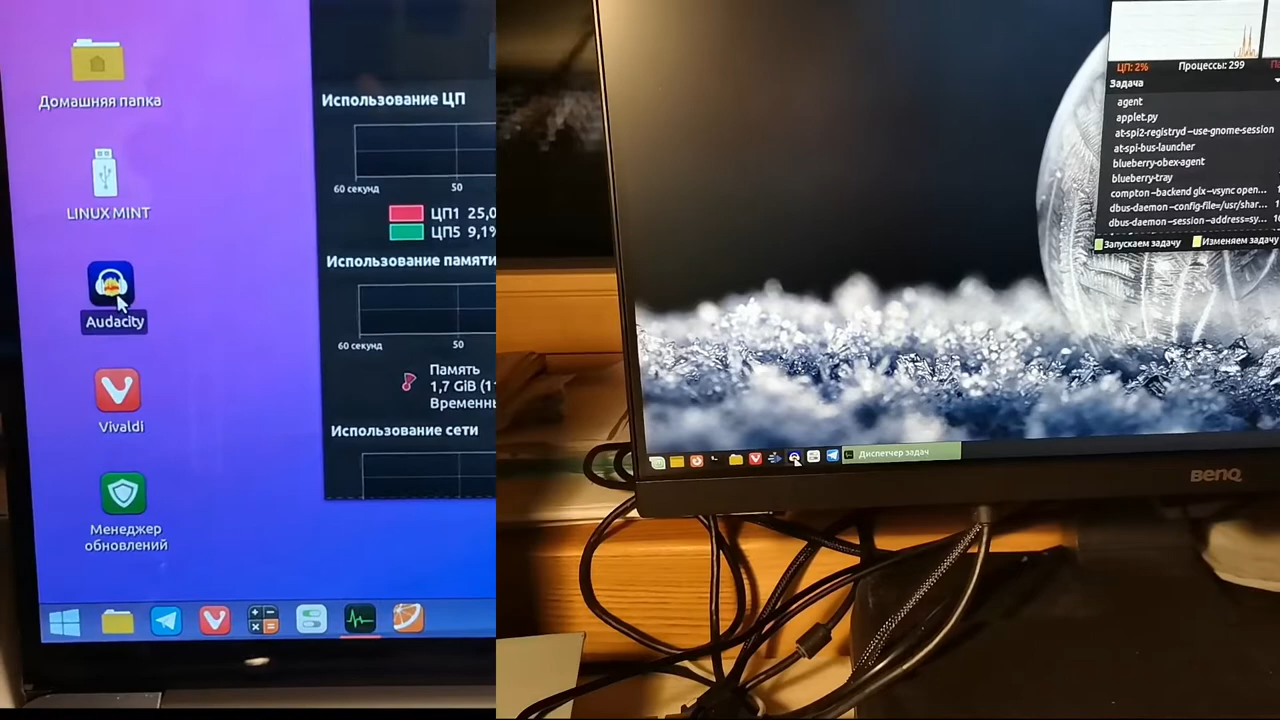 Домашняя папка
LINUX MINT
Audacity
Vivaldi
Менеджер
обновлений
Использование ЦП
60 секунд
50
ЦП1 25,0
ЦП5 9,1%
Использование памяти
60 секунд
50
Память
1,7 GiB (1
Временны
Использование сети
ЦП: 2%
Процессы: 299
Задача
agent
applet.py
at-spi2-registryd --use-gnome-session
at-spi-bus-launcher
blueberry-obex-agent
blueberry-tray
compton --backend glx --vsync open...
dbus-daemon --config-file=/usr/shar...
dbus-daemon --session --address=sy...
Запускаем задачу
Изменяем задачу
Диспетчер задач
BenQ